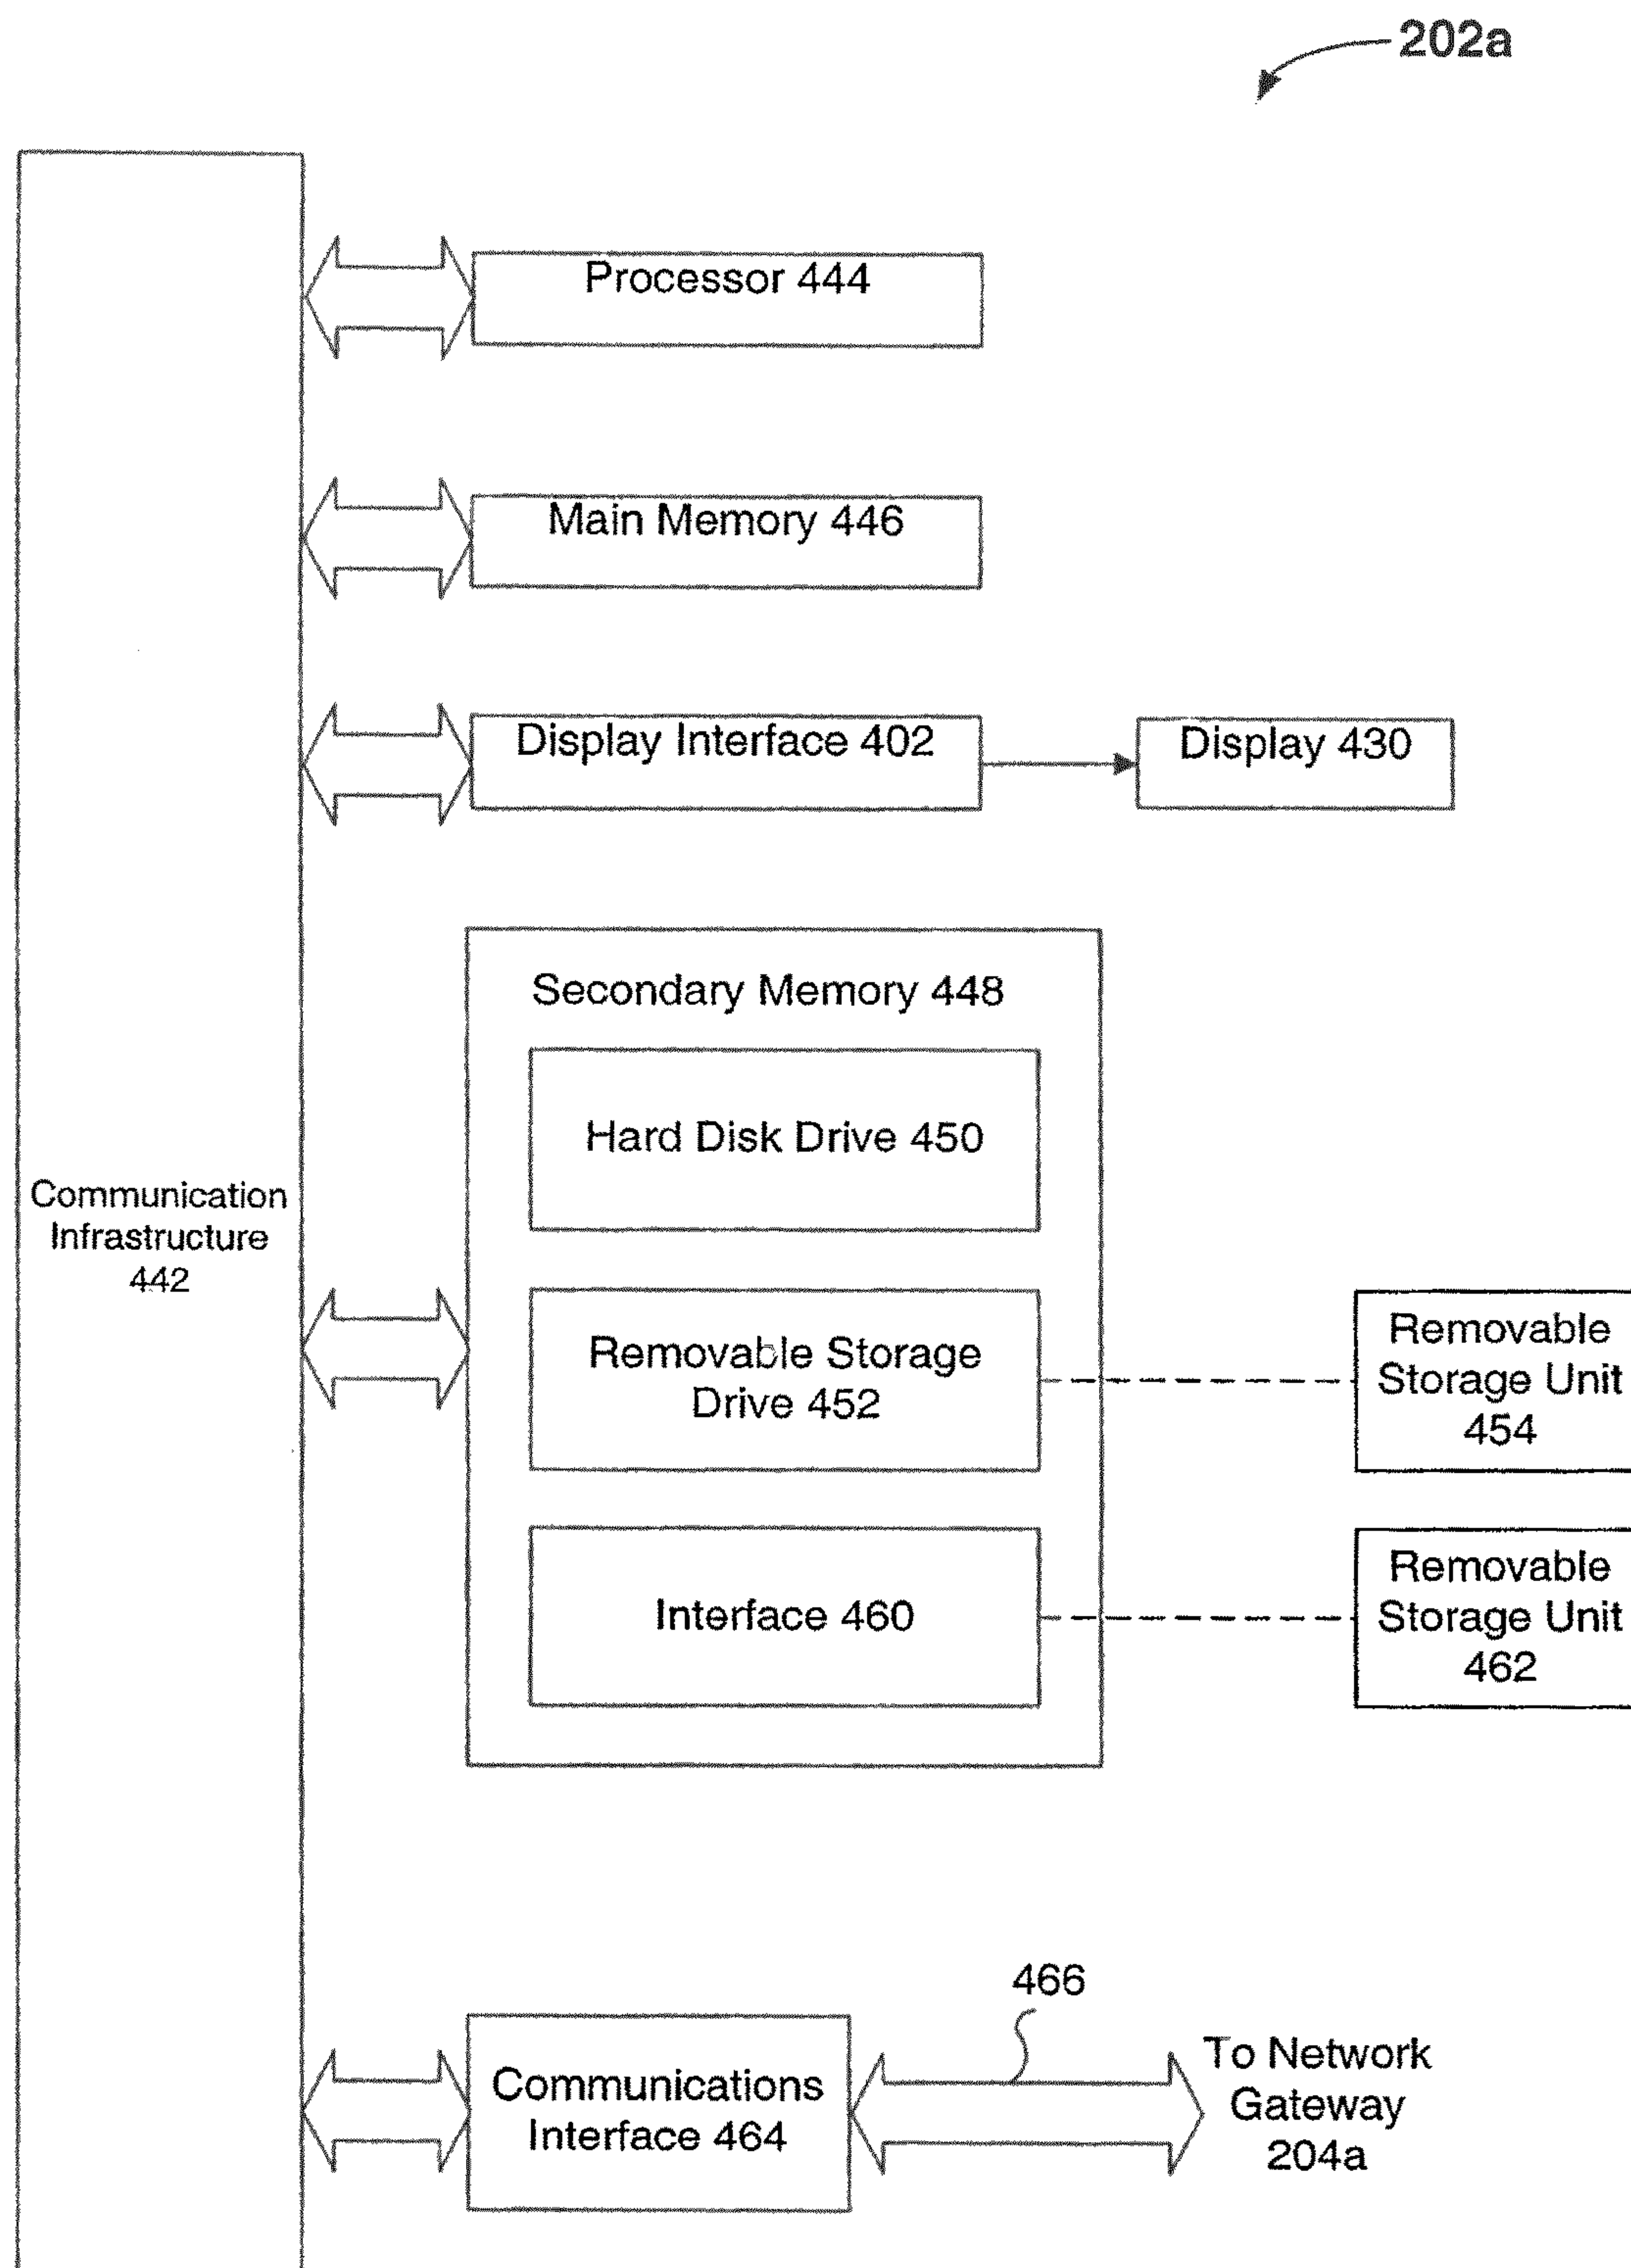 202a
Processor 444
Main Memory 446
Display Interface 402
Display 430
Secondary Memory 448
Hard Disk Drive 450
Communication
Infrastructure
442
Removable Storage
Drive 452
Removable
Storage Unit
454
Interface 460
Removable
Storage Unit
462
466
Communications
Interface 464
To Network
Gateway
204a